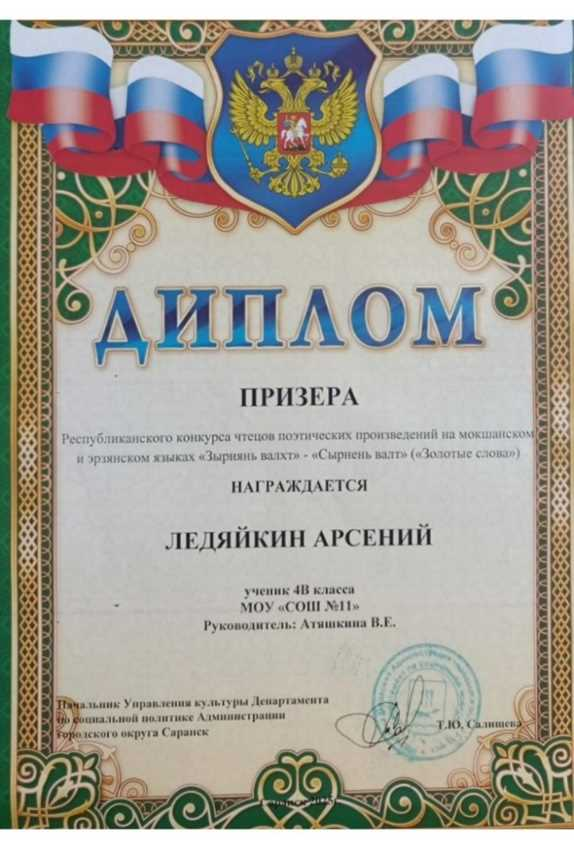 ДИПЛОМ
ПРИЗЕРА
Республиканского конкурса чтецов поэтических произведений на мокшанском
и эрзянском языках «Зыриянь валхт» - «Сырнень валт» («Золотые слова»)
НАГРАЖДАЕТСЯ
ЛЕДЯЙКИН АРСЕНИЙ
ученик 4В класса
МОУ «СОШ №11»
Руководитель: Атяшкина В.Е.
Начальник Управления культуры Департамента
по социальной политике Администрации
городского округа Саранск
Т.Ю. Салищева